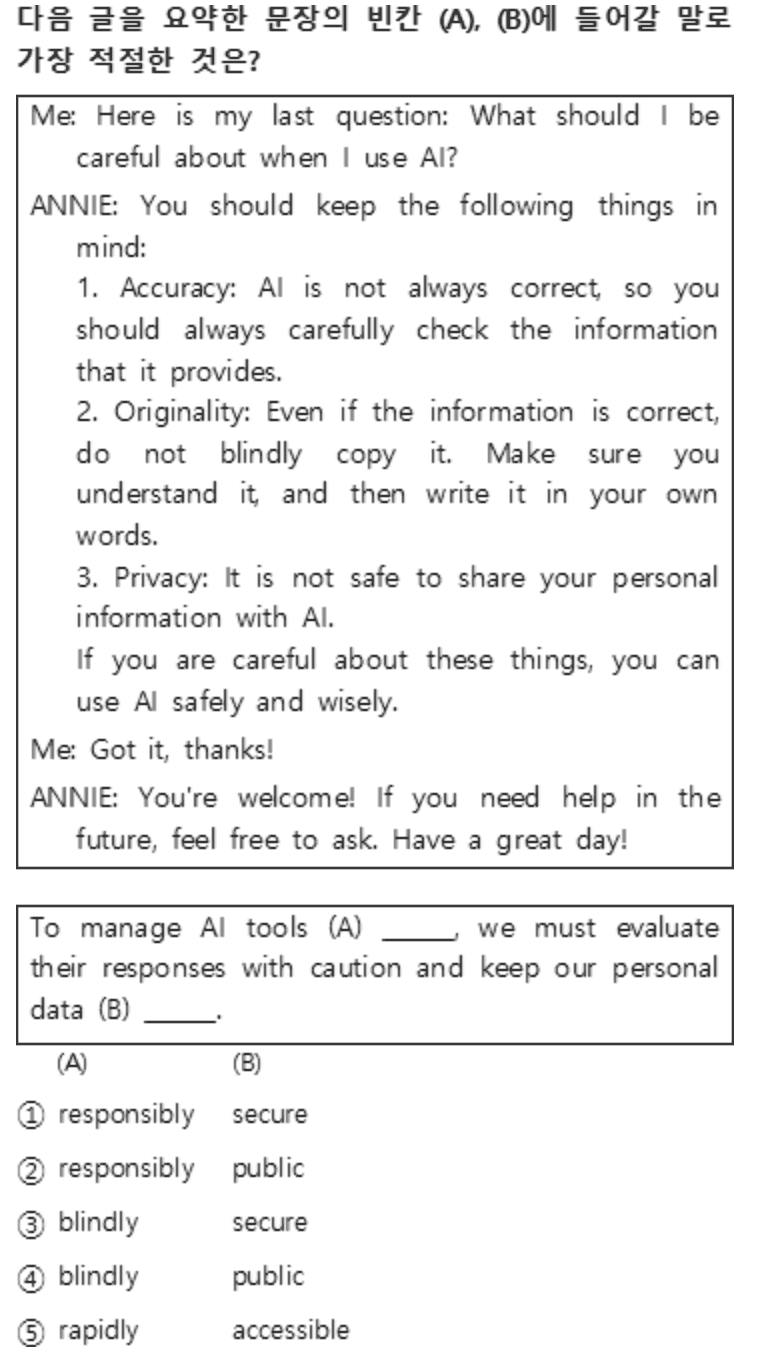 다음 글을 요약한 문장의 빈칸 (A), (B)에 들어갈 말로
가장 적절한 것은?
Me: Here is my last question: What should I be
careful about when I use AI?
ANNIE: You should keep the following things in
mind:
1. Accuracy: AI is not always correct, so you
should always carefully check the information
that it provides.
2. Originality: Even if the information is correct,
do not blindly copy it. Make sure you
understand it, and then write it in your own
words.
3. Privacy: It is not safe to share your personal
information with AI.
If you are careful about these things, you can
use AI safely and wisely.
Me: Got it, thanks!
ANNIE: You're welcome! If you need help in the
future, feel free to ask. Have a great day!
To manage AI tools (A) _____, we must evaluate
their responses with caution and keep our personal
data (B) _____.
(A) (B)
① responsibly secure
② responsibly public
③ blindly secure
④ blindly public
⑤ rapidly accessible